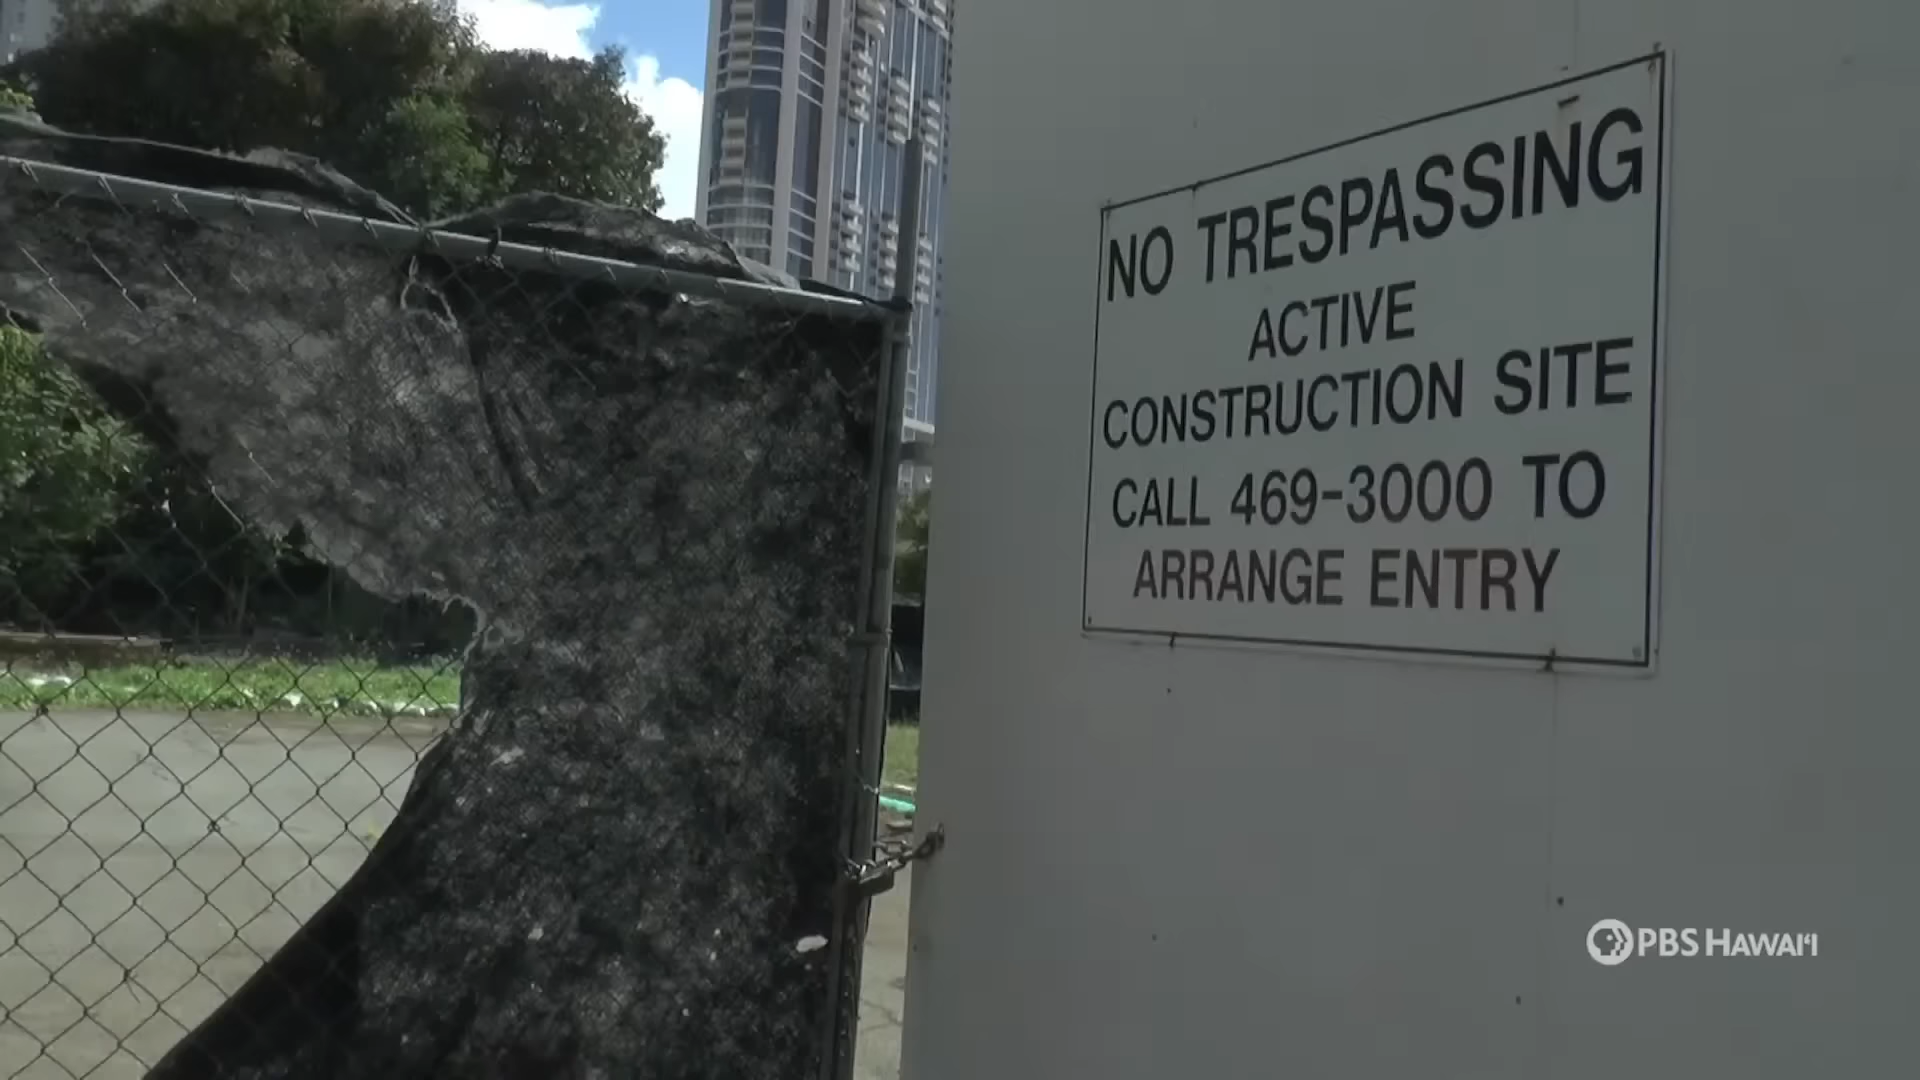 NO TRESPASSING
ACTIVE
CONSTRUCTION SITE
CALL 469-3000 TO
ARRANGE ENTRY
PBS HAWAIʻI